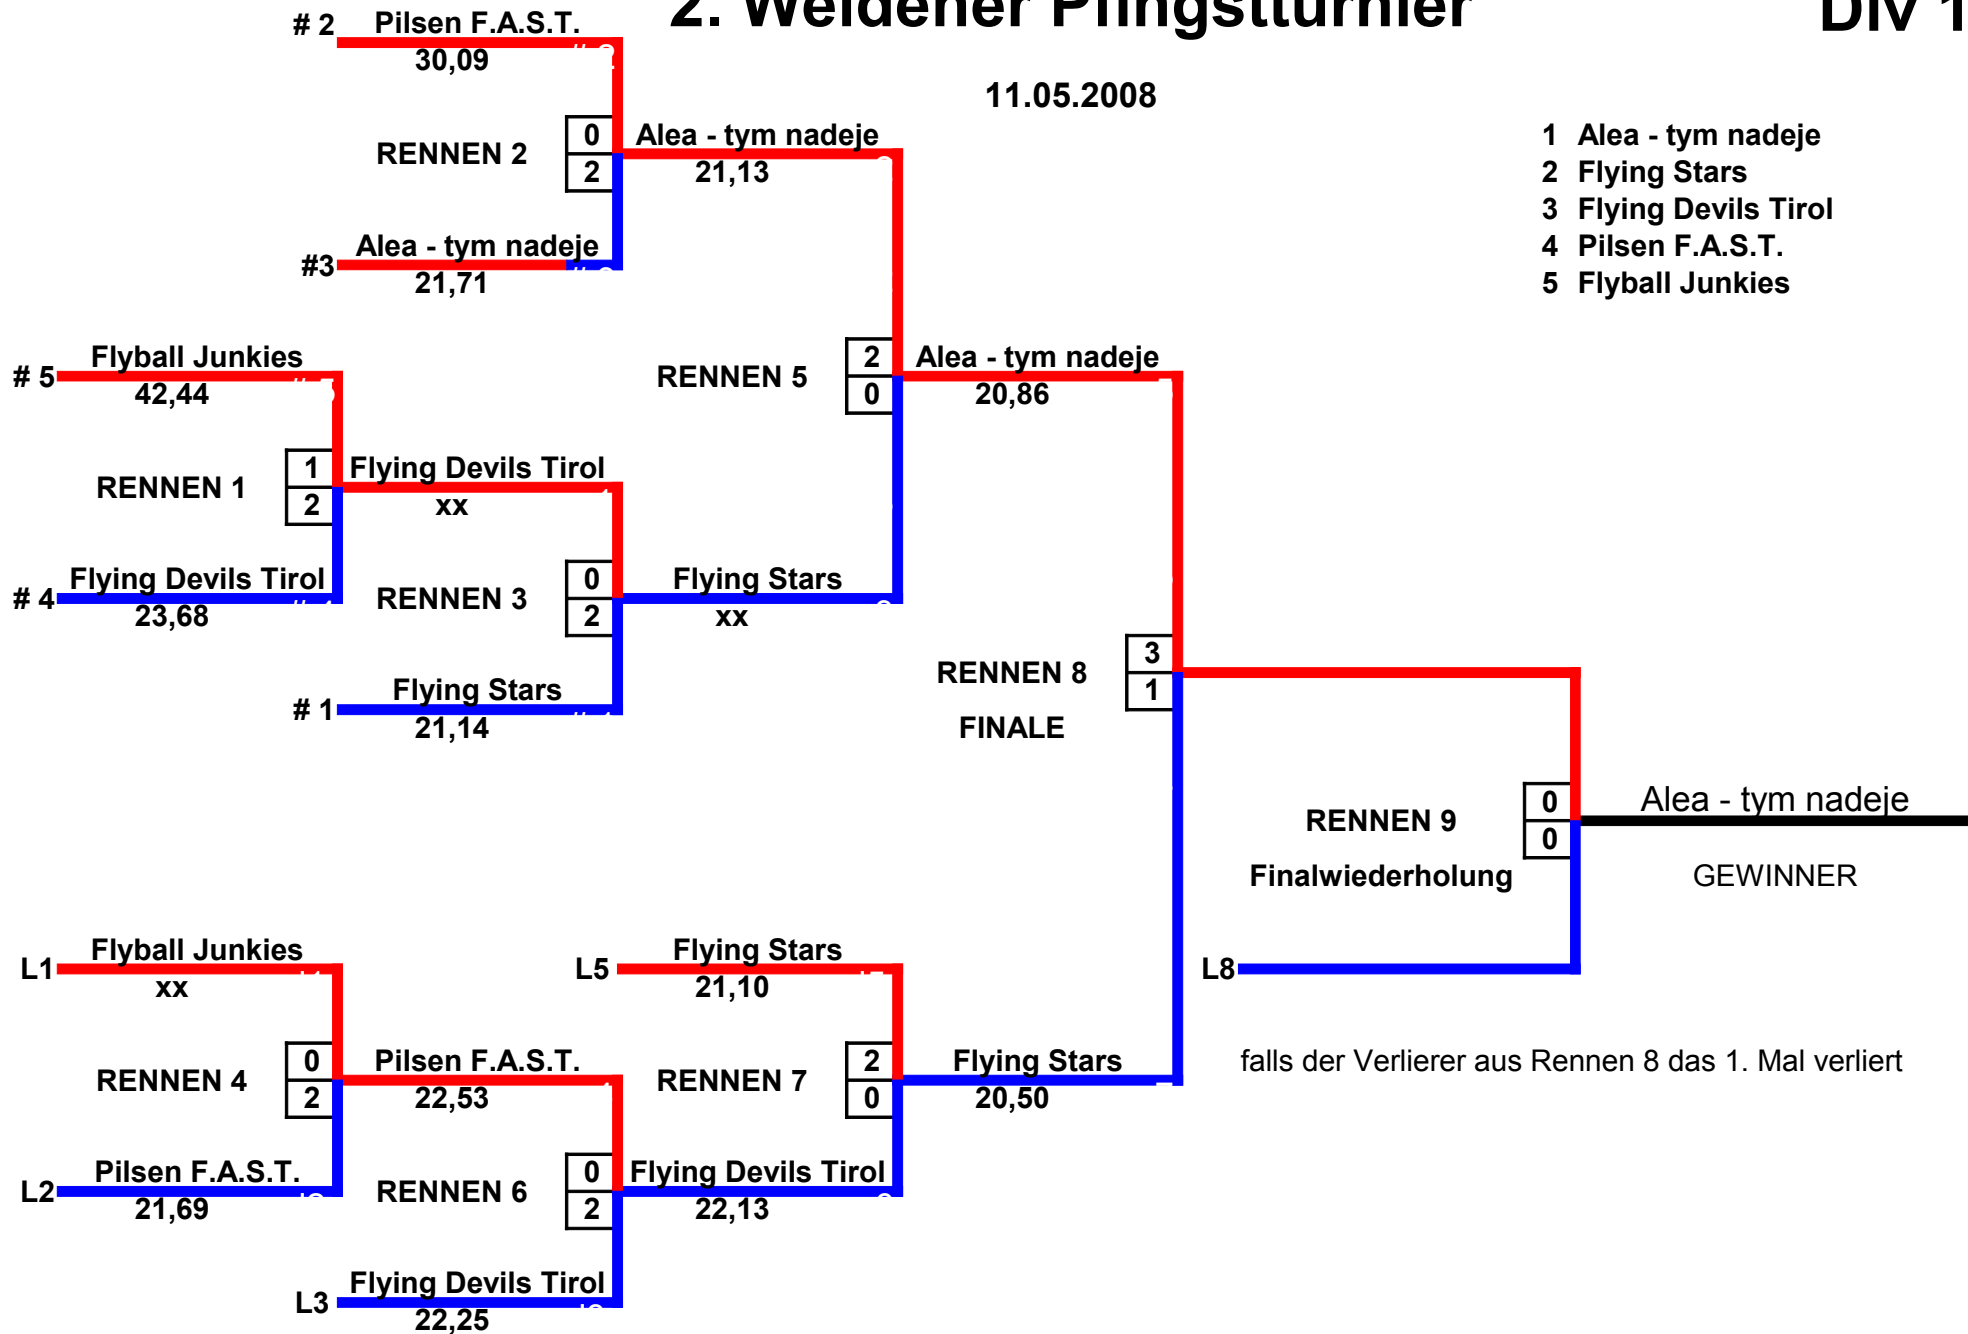 2. Weidener Pfingstturnier
Div 1
11.05.2008
# 2 Pilsen F.A.S.T.
30,09
RENNEN 2
0
2
#3 Alea - tym nadeje
21,71
Alea - tym nadeje
21,13
1 Alea - tym nadeje
2 Flying Stars
3 Flying Devils Tirol
4 Pilsen F.A.S.T.
5 Flyball Junkies
# 5 Flyball Junkies
42,44
RENNEN 1
1
2
# 4 Flying Devils Tirol
23,68
Flying Devils Tirol
xx
RENNEN 3
0
2
# 1 Flying Stars
21,14
Flying Stars
xx
RENNEN 5
2
0
Alea - tym nadeje
20,86
RENNEN 8
3
1
FINALE
RENNEN 9
0
0
Finalwiederholung
Alea - tym nadeje
GEWINNER
L8
falls der Verlierer aus Rennen 8 das 1. Mal verliert
L1 Flyball Junkies
xx
RENNEN 4
0
2
L2 Pilsen F.A.S.T.
21,69
Pilsen F.A.S.T.
22,53
RENNEN 6
0
2
L3 Flying Devils Tirol
22,25
L5 Flying Stars
21,10
RENNEN 7
2
0
Flying Devils Tirol
22,13
Flying Stars
20,50